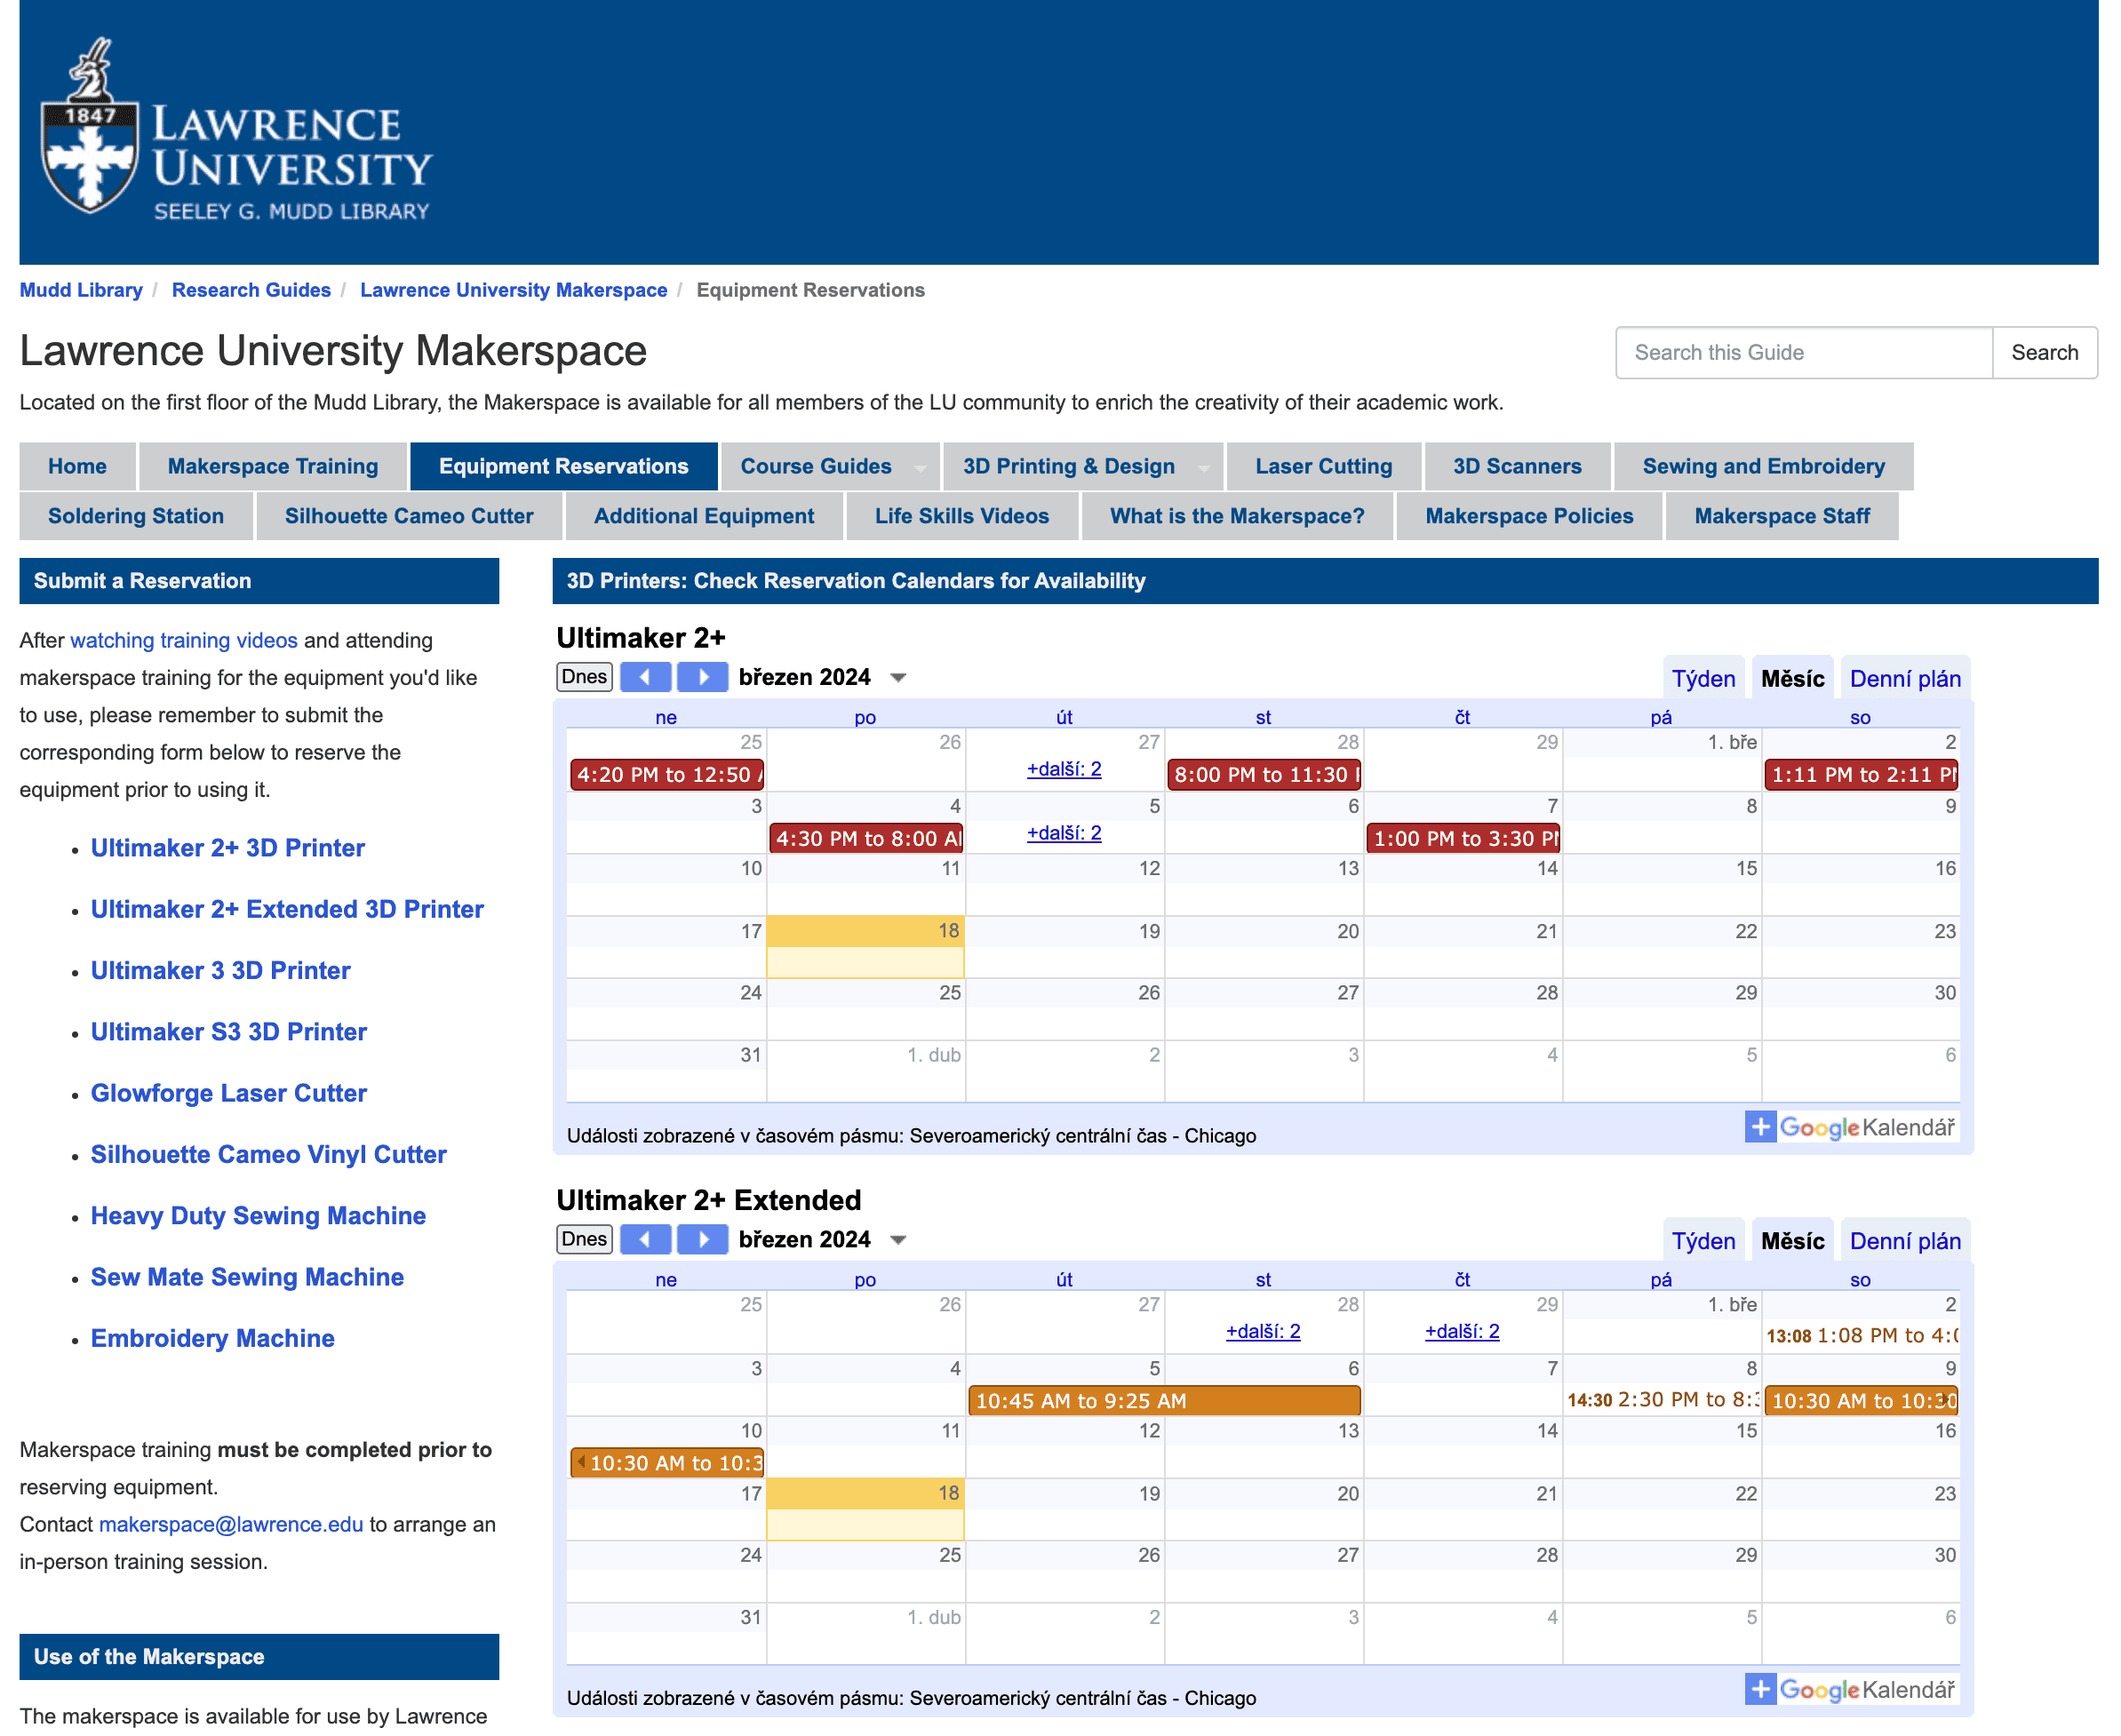 1847
LAWRENCE
UNIVERSITY
SEELEY G. MUDD LIBRARY
Mudd Library / Research Guides / Lawrence University Makerspace / Equipment Reservations
Lawrence University Makerspace
Search this Guide
Search
Located on the first floor of the Mudd Library, the Makerspace is available for all members of the LU community to enrich the creativity of their academic work.
Home Makerspace Training Equipment Reservations Course Guides 3D Printing & Design Laser Cutting 3D Scanners Sewing and Embroidery
Soldering Station Silhouette Cameo Cutter Additional Equipment Life Skills Videos What is the Makerspace? Makerspace Policies Makerspace Staff
Submit a Reservation
After watching training videos and attending
makerspace training for the equipment you'd like
to use, please remember to submit the
corresponding form below to reserve the
equipment prior to using it.
Ultimaker 2+ 3D Printer
Ultimaker 2+ Extended 3D Printer
Ultimaker 3 3D Printer
Ultimaker S3 3D Printer
Glowforge Laser Cutter
Silhouette Cameo Vinyl Cutter
Heavy Duty Sewing Machine
Sew Mate Sewing Machine
Embroidery Machine
Makerspace training must be completed prior to
reserving equipment.
Contact makerspace@lawrence.edu to arrange an
in-person training session.
Use of the Makerspace
The makerspace is available for use by Lawrence
3D Printers: Check Reservation Calendars for Availability
Ultimaker 2+
Dnes březen 2024 Týden Měsíc Denní plán
ne po út st čt pá so
25 26 27 28 29 1. bře 2
4:20 PM to 12:50 +další: 2 8:00 PM to 11:30 1:11 PM to 2:11
3 4 5 6 7 8 9
4:30 PM to 8:00 +další: 2 1:00 PM to 3:30
10 11 12 13 14 15 16
17 18 19 20 21 22 23
24 25 26 27 28 29 30
31 1. dub 2 3 4 5 6
Události zobrazené v časovém pásmu: Severoamerický centrální čas - Chicago
+ Google Kalendář
Ultimaker 2+ Extended
Dnes březen 2024 Týden Měsíc Denní plán
ne po út st čt pá so
25 26 27 28 29 1. bře 2
+další: 2 +další: 2 13:08 1:08 PM to
3 4 5 6 7 8 9
10:45 AM to 9:25 AM 14:30 2:30 PM to 10:30 AM to 10:30
10 11 12 13 14 15 16
10:30 AM to
17 18 19 20 21 22 23
24 25 26 27 28 29 30
31 1. dub 2 3 4 5 6
Události zobrazené v časovém pásmu: Severoamerický centrální čas - Chicago
+ Google Kalendář